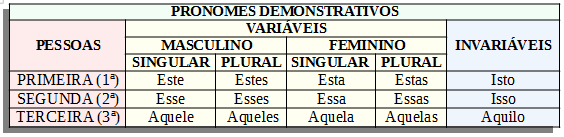 PRONOMES DEMONSTRATIVOS
PESSOAS VARIÁVEIS INVARIÁVEIS
MASCULINO FEMININO
SINGULAR PLURAL SINGULAR PLURAL
PRIMEIRA (1ª) Este Estes Esta Estas Isto
SEGUNDA (2ª) Esse Esses Essa Essas Isso
TERCEIRA (3ª) Aquele Aqueles Aquela Aquelas Aquilo